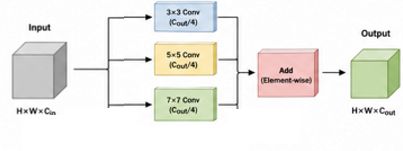 Input
H×W×Cin
3×3 Conv
(Cout/4)
5×5 Conv
(Cout/4)
7×7 Conv
(Cout/4)
Add
(Element-wise)
Output
H×W×Cout